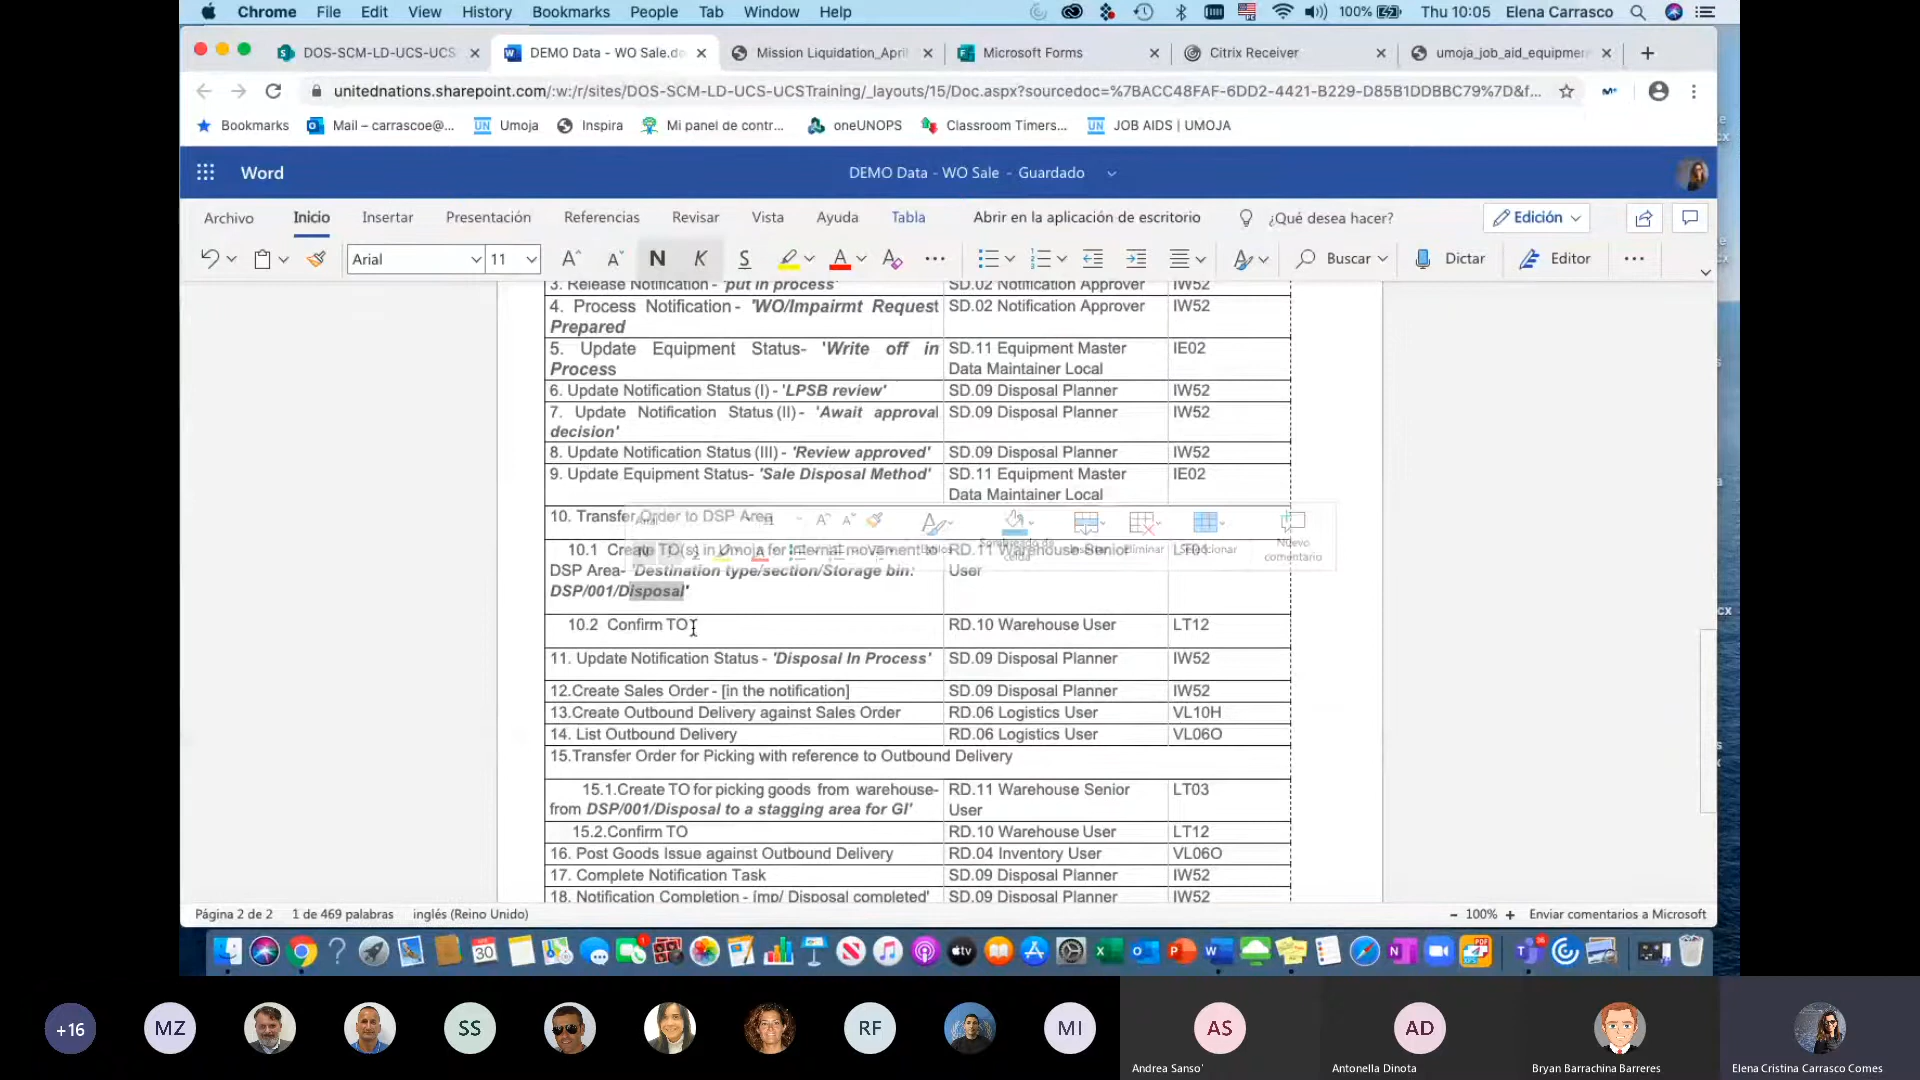 Chrome File Edit View History Bookmarks People Tab Window Help 100% Thu 10:05 Elena Carrasco
DOS-SCM-LD-UCS-UCS DEMO Data - WO Sale.d Mission Liquidation_April Microsoft Forms Citrix Receiver umoja_job_aid_equipmen
unitednations.sharepoint.com/:w:/r/sites/DOS-SCM-LD-UCS-UCSTraining/_layouts/15/Doc.aspx?sourcedoc=%7BACC48FAF-6DD2-4421-B229-D85B1DDBBC79%7D&f...
Bookmarks Mail – carrascoe@... UN Umoja Inspira Mi panel de contr... oneUNOPS Classroom Timers... UN JOB AIDS | UMOJA
Word DEMO Data - WO Sale - Guardado
Archivo Inicio Insertar Presentación Referencias Revisar Vista Ayuda Tabla Abrir en la aplicación de escritorio ¿Qué desea hacer? Edición
Arial 11 N K S A Buscar Dictar Editor
3. Release Notification - 'put in process' SD.02 Notification Approver IW52
4. Process Notification - 'WO/Impairmt Request SD.02 Notification Approver IW52
Prepared
5. Update Equipment Status- 'Write off in SD.11 Equipment Master IE02
Process Data Maintainer Local
6. Update Notification Status (I) - 'LPSB review' SD.09 Disposal Planner IW52
7. Update Notification Status (II) - 'Await approval SD.09 Disposal Planner IW52
decision'
8. Update Notification Status (III) - 'Review approved' SD.09 Disposal Planner IW52
9. Update Equipment Status- 'Sale Disposal Method' SD.11 Equipment Master IE02
Data Maintainer Local
10. Transfer Order to DSP Area
10.1 Create TO(s) in Umoja for internal movement to RD.11 Warehouse Senior LT01
DSP Area- 'Destination type/section/Storage bin: User
DSP/001/Disposal'
Nuevo
comentario
10.2 Confirm TO RD.10 Warehouse User LT12
11. Update Notification Status - 'Disposal In Process' SD.09 Disposal Planner IW52
12.Create Sales Order - [in the notification] SD.09 Disposal Planner IW52
13.Create Outbound Delivery against Sales Order RD.06 Logistics User VL10H
14. List Outbound Delivery RD.06 Logistics User VL06O
15.Transfer Order for Picking with reference to Outbound Delivery
15.1.Create TO for picking goods from warehouse- RD.11 Warehouse Senior LT03
from DSP/001/Disposal to a stagging area for GI' User
15.2.Confirm TO RD.10 Warehouse User LT12
16. Post Goods Issue against Outbound Delivery RD.04 Inventory User VL06O
17. Complete Notification Task SD.09 Disposal Planner IW52
18. Notification Completion - ímp/ Disposal completed' SD.09 Disposal Planner IW52
Página 2 de 2 1 de 469 palabras inglés (Reino Unido) - 100% + Enviar comentarios a Microsoft
+16 MZ SS RF MI AS AD
Andrea Sanso' Antonella Dinota Bryan Barrachina Barreres Elena Cristina Carrasco Comes